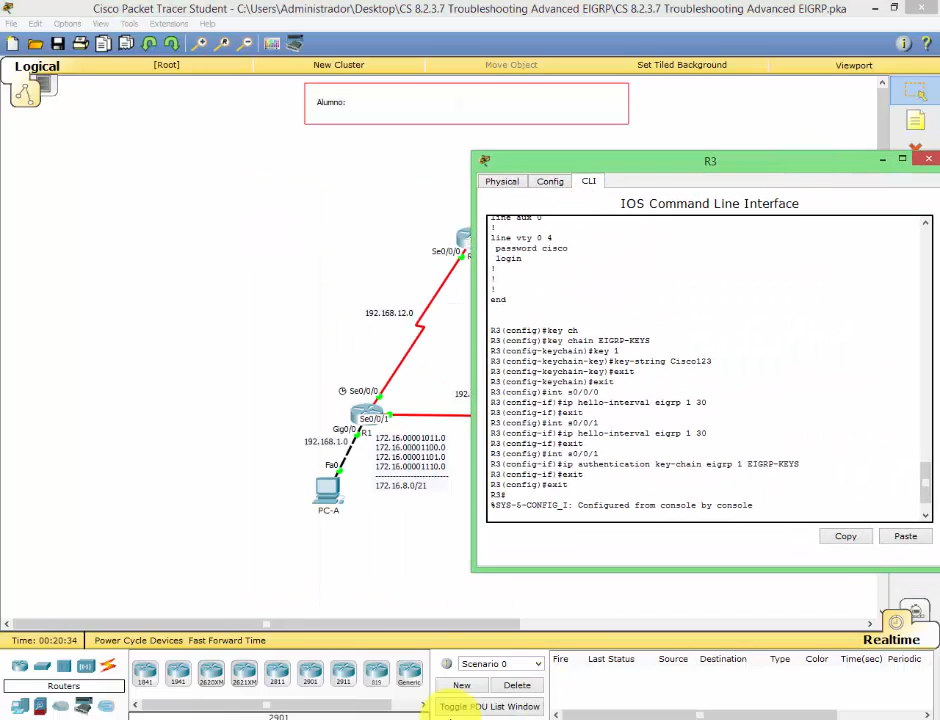 Cisco Packet Tracer Student - C:\Users\Administrador\Desktop\CS 8.2.3.7 Troubleshooting Advanced EIGRP\CS 8.2.3.7 Troubleshooting Advanced EIGRP.pka
File Edit Options View Tools Extensions Help
Logical [Root] New Cluster Move Object Set Tiled Background Viewport
Alumno:
R3
Physical Config CLI
IOS Command Line Interface
line aux 0
!
line vty 0 4
password cisco
login
!
!
!
end
R3(config)#key ch
R3(config)#key chain EIGRP-KEYS
R3(config-keychain)#key 1
R3(config-keychain-key)#key-string Cisco123
R3(config-keychain-key)#exit
R3(config-keychain)#exit
R3(config)#int s0/0/0
R3(config-if)#ip hello-interval eigrp 1 30
R3(config-if)#exit
R3(config)#int s0/0/1
R3(config-if)#ip hello-interval eigrp 1 30
R3(config-if)#exit
R3(config)#int s0/0/1
R3(config-if)#ip authentication key-chain eigrp 1 EIGRP-KEYS
R3(config-if)#exit
R3(config)#exit
R3#
%SYS-5-CONFIG_I: Configured from console by console
Copy Paste
Se0/0/0
192.168.12.0
Se0/0/0
192.
Se0/0/1
Gig0/0
R1
192.168.1.0
172.16.00001011.0
172.16.00001100.0
172.16.00001101.0
172.16.00001110.0
------------------------
172.16.8.0/21
Fa0
PC-A
Time: 00:20:34 Power Cycle Devices Fast Forward Time
Realtime
Routers
1841 1941 2620XM 2621XM 2811 2901 2911 819 Generic
2901
Scenario 0
New Delete
Toggle PDU List Window
Fire Last Status Source Destination Type Color Time(sec) Periodic